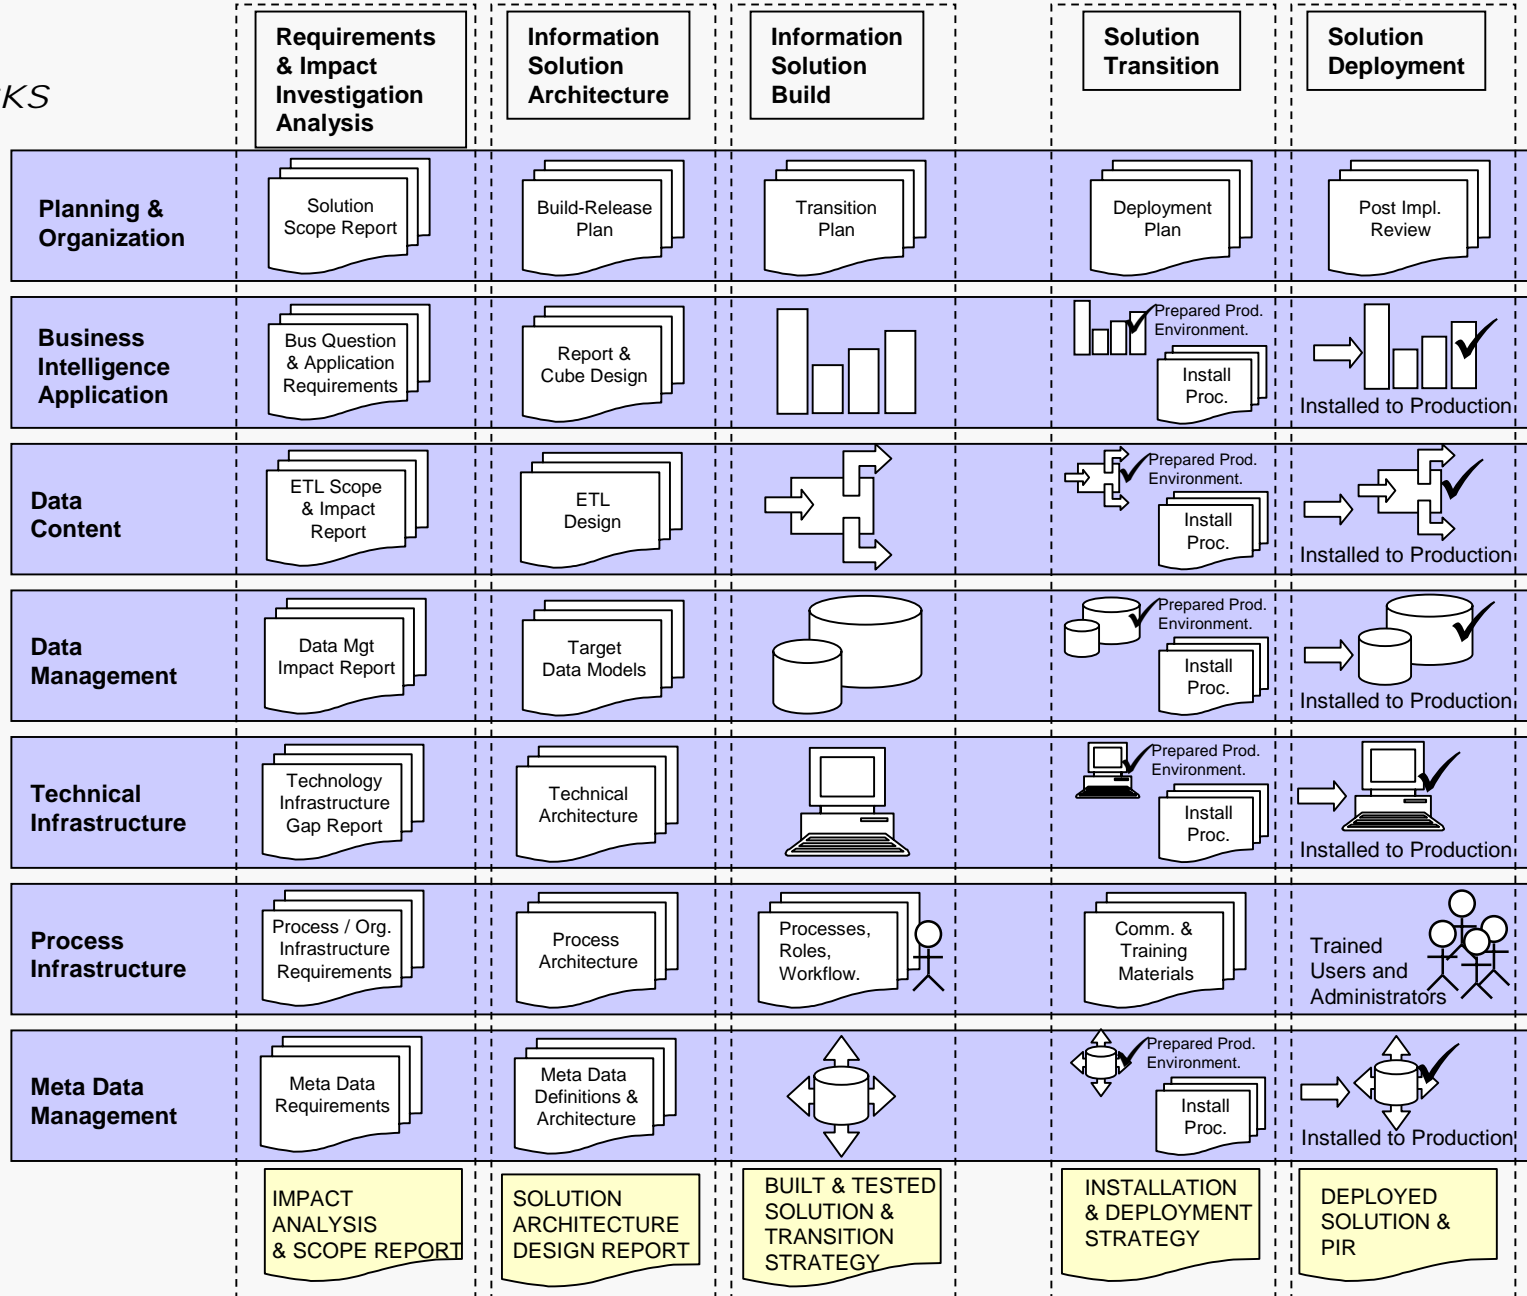 Requirements
& Impact
Investigation
Analysis
Information
Solution
Architecture
Information
Solution
Build
Solution
Transition
Solution
Deployment
KS
Planning &
Organization
Solution
Scope Report
Build-Release
Plan
Transition
Plan
Deployment
Plan
Post Impl.
Review
Business
Intelligence
Application
Bus Question
& Application
Requirements
Report &
Cube Design
Prepared Prod.
Environment.
Install
Proc.
Installed to Production
Data
Content
ETL Scope
& Impact
Report
ETL
Design
Prepared Prod.
Environment.
Install
Proc.
Installed to Production
Data
Management
Data Mgt
Impact Report
Target
Data Models
Prepared Prod.
Environment.
Install
Proc.
Installed to Production
Technical
Infrastructure
Technology
Infrastructure
Gap Report
Technical
Architecture
Prepared Prod.
Environment.
Install
Proc.
Installed to Production
Process
Infrastructure
Process / Org.
Infrastructure
Requirements
Process
Architecture
Processes,
Roles,
Workflow.
Comm. &
Training
Materials
Trained
Users and
Administrators
Meta Data
Management
Meta Data
Requirements
Meta Data
Definitions &
Architecture
Prepared Prod.
Environment.
Install
Proc.
Installed to Production
IMPACT
ANALYSIS
& SCOPE REPORT
SOLUTION
ARCHITECTURE
DESIGN REPORT
BUILT & TESTED
SOLUTION &
TRANSITION
STRATEGY
INSTALLATION
& DEPLOYMENT
STRATEGY
DEPLOYED
SOLUTION &
PIR